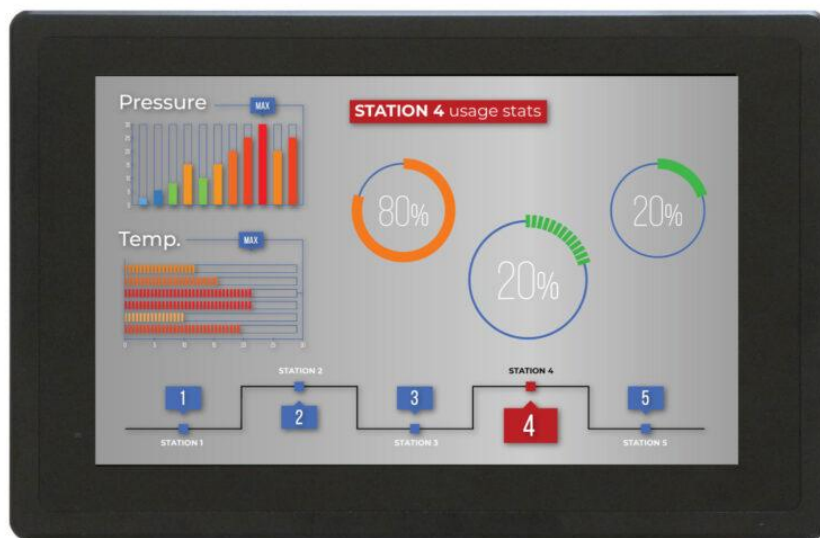 Pressure
MAX
STATION 4 usage stats
80%
20%
20%
Temp.
MAX
STATION 2
STATION 4
1
3
5
2
4
STATION 1
STATION 3
STATION 5